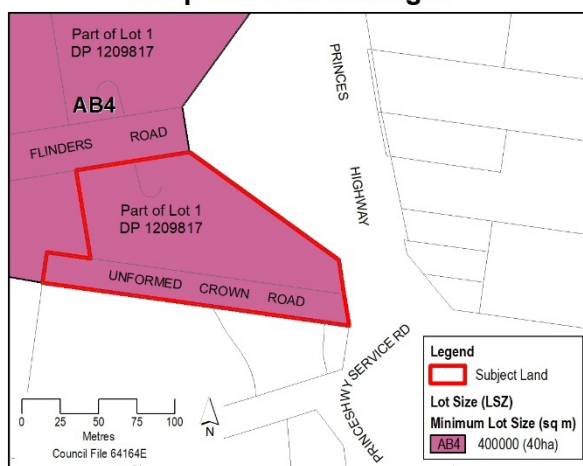 Part of Lot 1
DP 1209817
AB4
FLINDERS ROAD
PRINCES HIGHWAY
Part of Lot 1
DP 1209817
UNFORMED CROWN ROAD
PRINCESHWY SERVICE RD
0 25 50 75 100
Metres
Council File 64164E
N
Legend
Subject Land
Lot Size (LSZ)
Minimum Lot Size (sq m)
AB4 400000 (40ha)